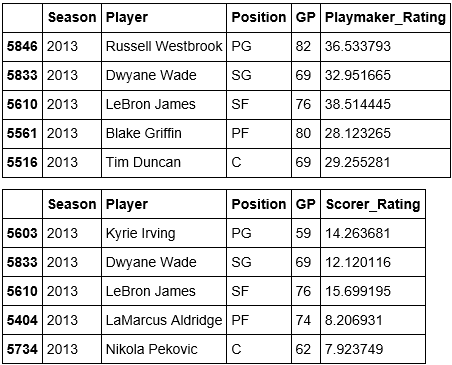 Season Player Position GP Playmaker_Rating
5846 2013 Russell Westbrook PG 82 36.533793
5833 2013 Dwyane Wade SG 69 32.951665
5610 2013 LeBron James SF 76 38.514445
5561 2013 Blake Griffin PF 80 28.123265
5516 2013 Tim Duncan C 69 29.255281
Season Player Position GP Scorer_Rating
5603 2013 Kyrie Irving PG 59 14.263681
5833 2013 Dwyane Wade SG 69 12.120116
5610 2013 LeBron James SF 76 15.699195
5404 2013 LaMarcus Aldridge PF 74 8.206931
5734 2013 Nikola Pekovic C 62 7.923749